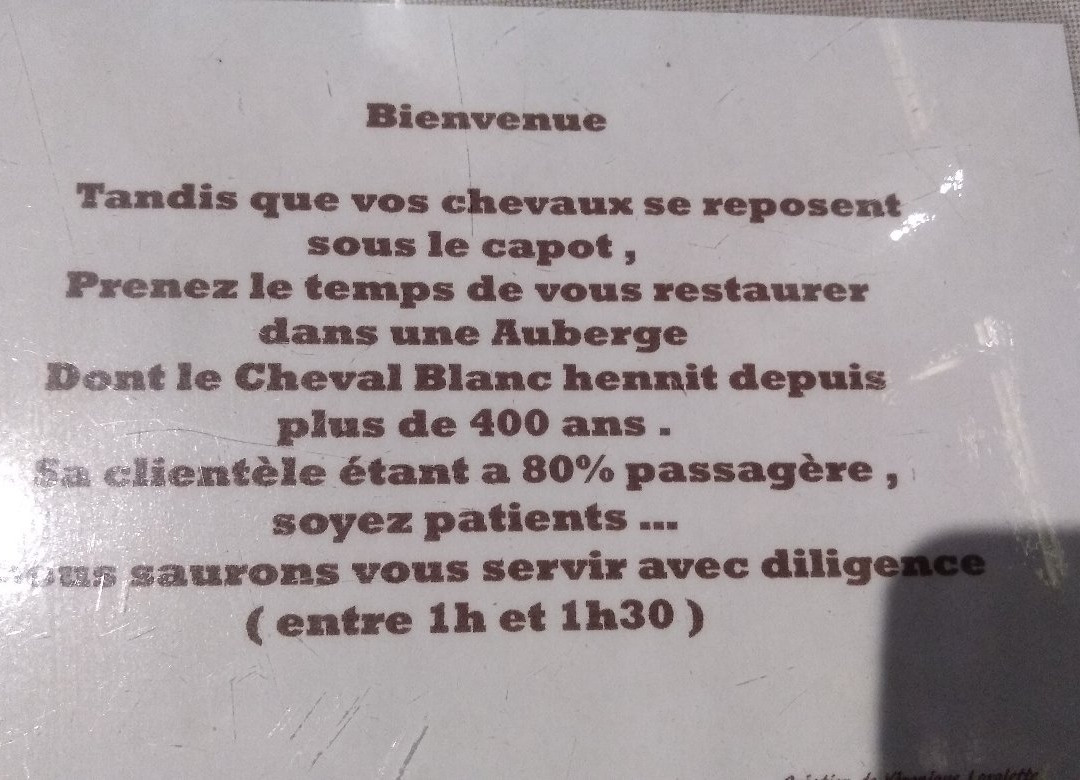 Bienvenue
Tandis que vos chevaux se reposent
sous le capot ,
Prenez le temps de vous restaurer
dans une Auberge
Dont le Cheval Blanc hennit depuis
plus de 400 ans .
Sa clientèle étant a 80% passagère ,
soyez patients ...
saurons vous servir avec diligence
( entre 1h et 1h30 )